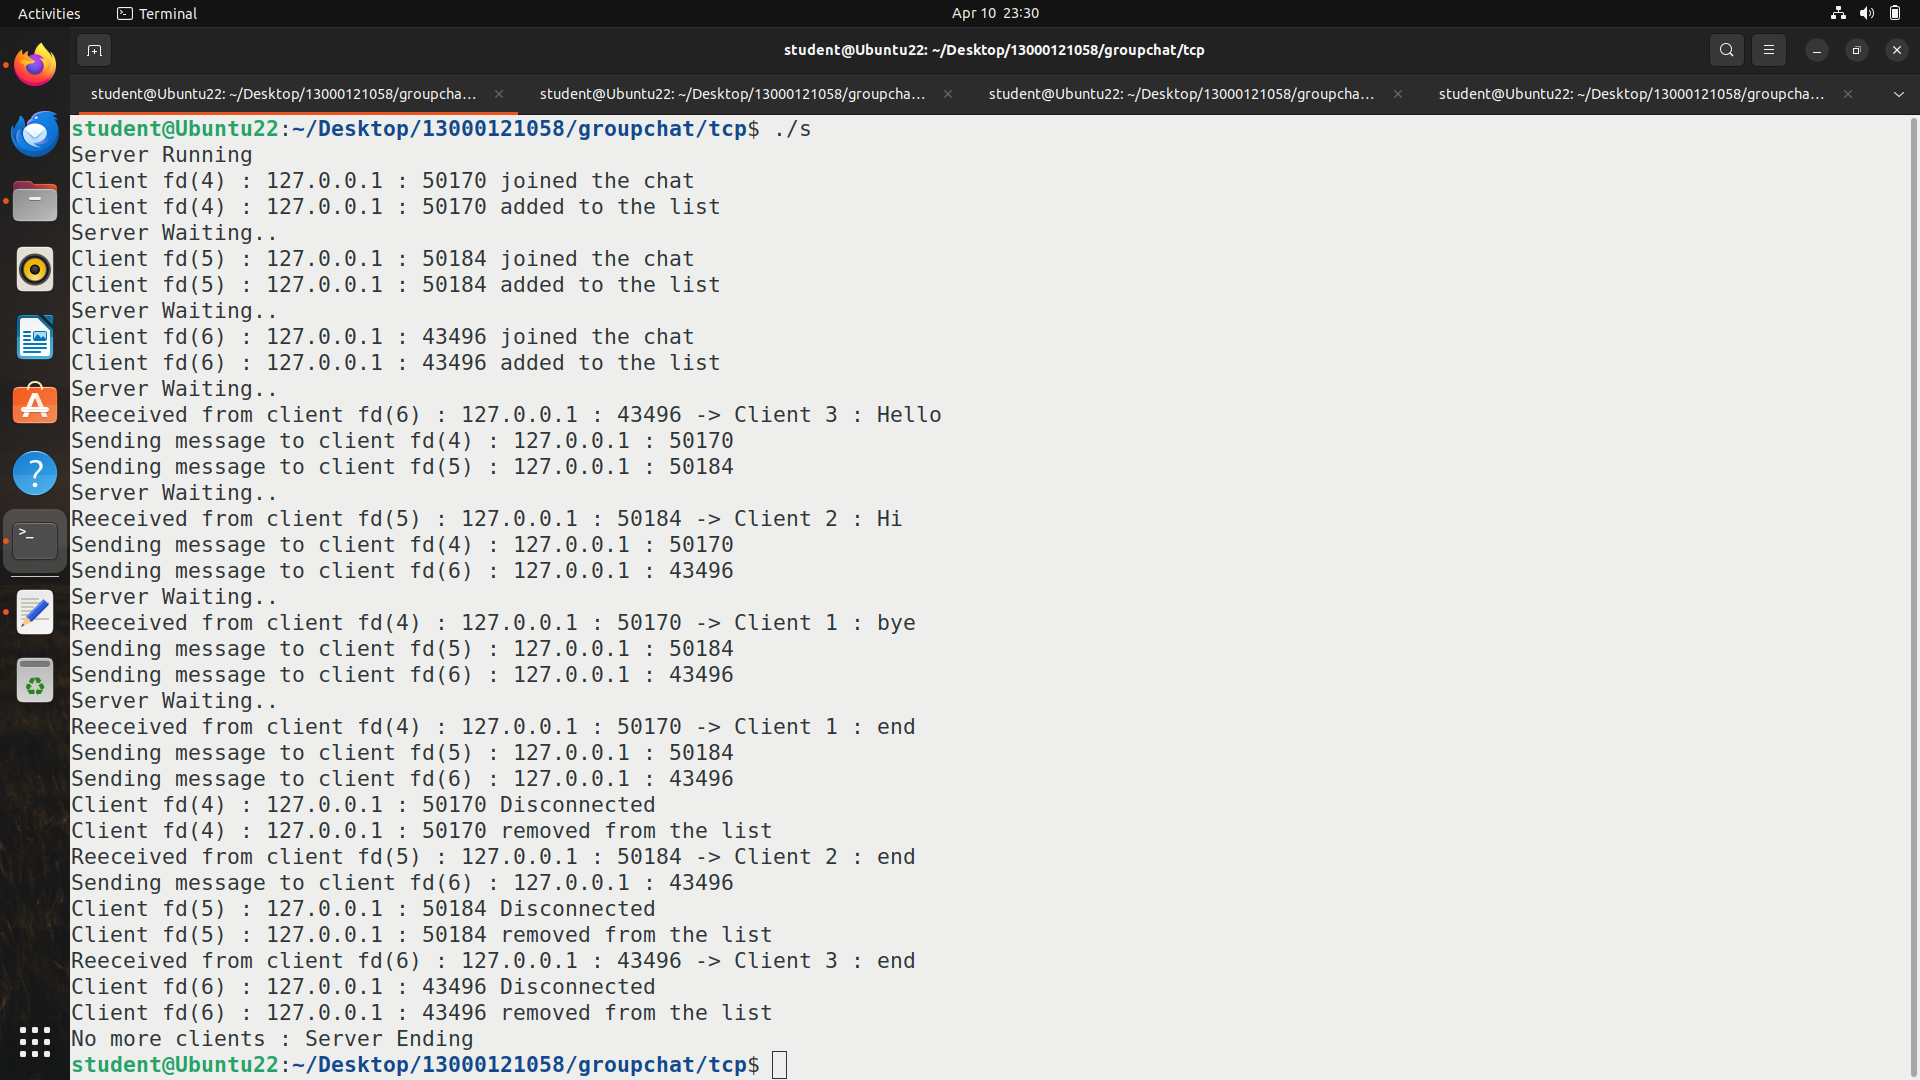 Activities
Terminal
Apr 10 23:30
student@Ubuntu22: ~/Desktop/13000121058/groupchat/tcp
student@Ubuntu22: ~/Desktop/13000121058/groupcha...
student@Ubuntu22: ~/Desktop/13000121058/groupcha...
student@Ubuntu22: ~/Desktop/13000121058/groupcha...
student@Ubuntu22: ~/Desktop/13000121058/groupcha...
student@Ubuntu22:~/Desktop/13000121058/groupchat/tcp$ ./s
Server Running
Client fd(4) : 127.0.0.1 : 50170 joined the chat
Client fd(4) : 127.0.0.1 : 50170 added to the list
Server Waiting..
Client fd(5) : 127.0.0.1 : 50184 joined the chat
Client fd(5) : 127.0.0.1 : 50184 added to the list
Server Waiting..
Client fd(6) : 127.0.0.1 : 43496 joined the chat
Client fd(6) : 127.0.0.1 : 43496 added to the list
Server Waiting..
Reeceived from client fd(6) : 127.0.0.1 : 43496 -> Client 3 : Hello
Sending message to client fd(4) : 127.0.0.1 : 50170
Sending message to client fd(5) : 127.0.0.1 : 50184
Server Waiting..
Reeceived from client fd(5) : 127.0.0.1 : 50184 -> Client 2 : Hi
Sending message to client fd(4) : 127.0.0.1 : 50170
Sending message to client fd(6) : 127.0.0.1 : 43496
Server Waiting..
Reeceived from client fd(4) : 127.0.0.1 : 50170 -> Client 1 : bye
Sending message to client fd(5) : 127.0.0.1 : 50184
Sending message to client fd(6) : 127.0.0.1 : 43496
Server Waiting..
Reeceived from client fd(4) : 127.0.0.1 : 50170 -> Client 1 : end
Sending message to client fd(5) : 127.0.0.1 : 50184
Sending message to client fd(6) : 127.0.0.1 : 43496
Client fd(4) : 127.0.0.1 : 50170 Disconnected
Client fd(4) : 127.0.0.1 : 50170 removed from the list
Reeceived from client fd(5) : 127.0.0.1 : 50184 -> Client 2 : end
Sending message to client fd(6) : 127.0.0.1 : 43496
Client fd(5) : 127.0.0.1 : 50184 Disconnected
Client fd(5) : 127.0.0.1 : 50184 removed from the list
Reeceived from client fd(6) : 127.0.0.1 : 43496 -> Client 3 : end
Client fd(6) : 127.0.0.1 : 43496 Disconnected
Client fd(6) : 127.0.0.1 : 43496 removed from the list
No more clients : Server Ending
student@Ubuntu22:~/Desktop/13000121058/groupchat/tcp$